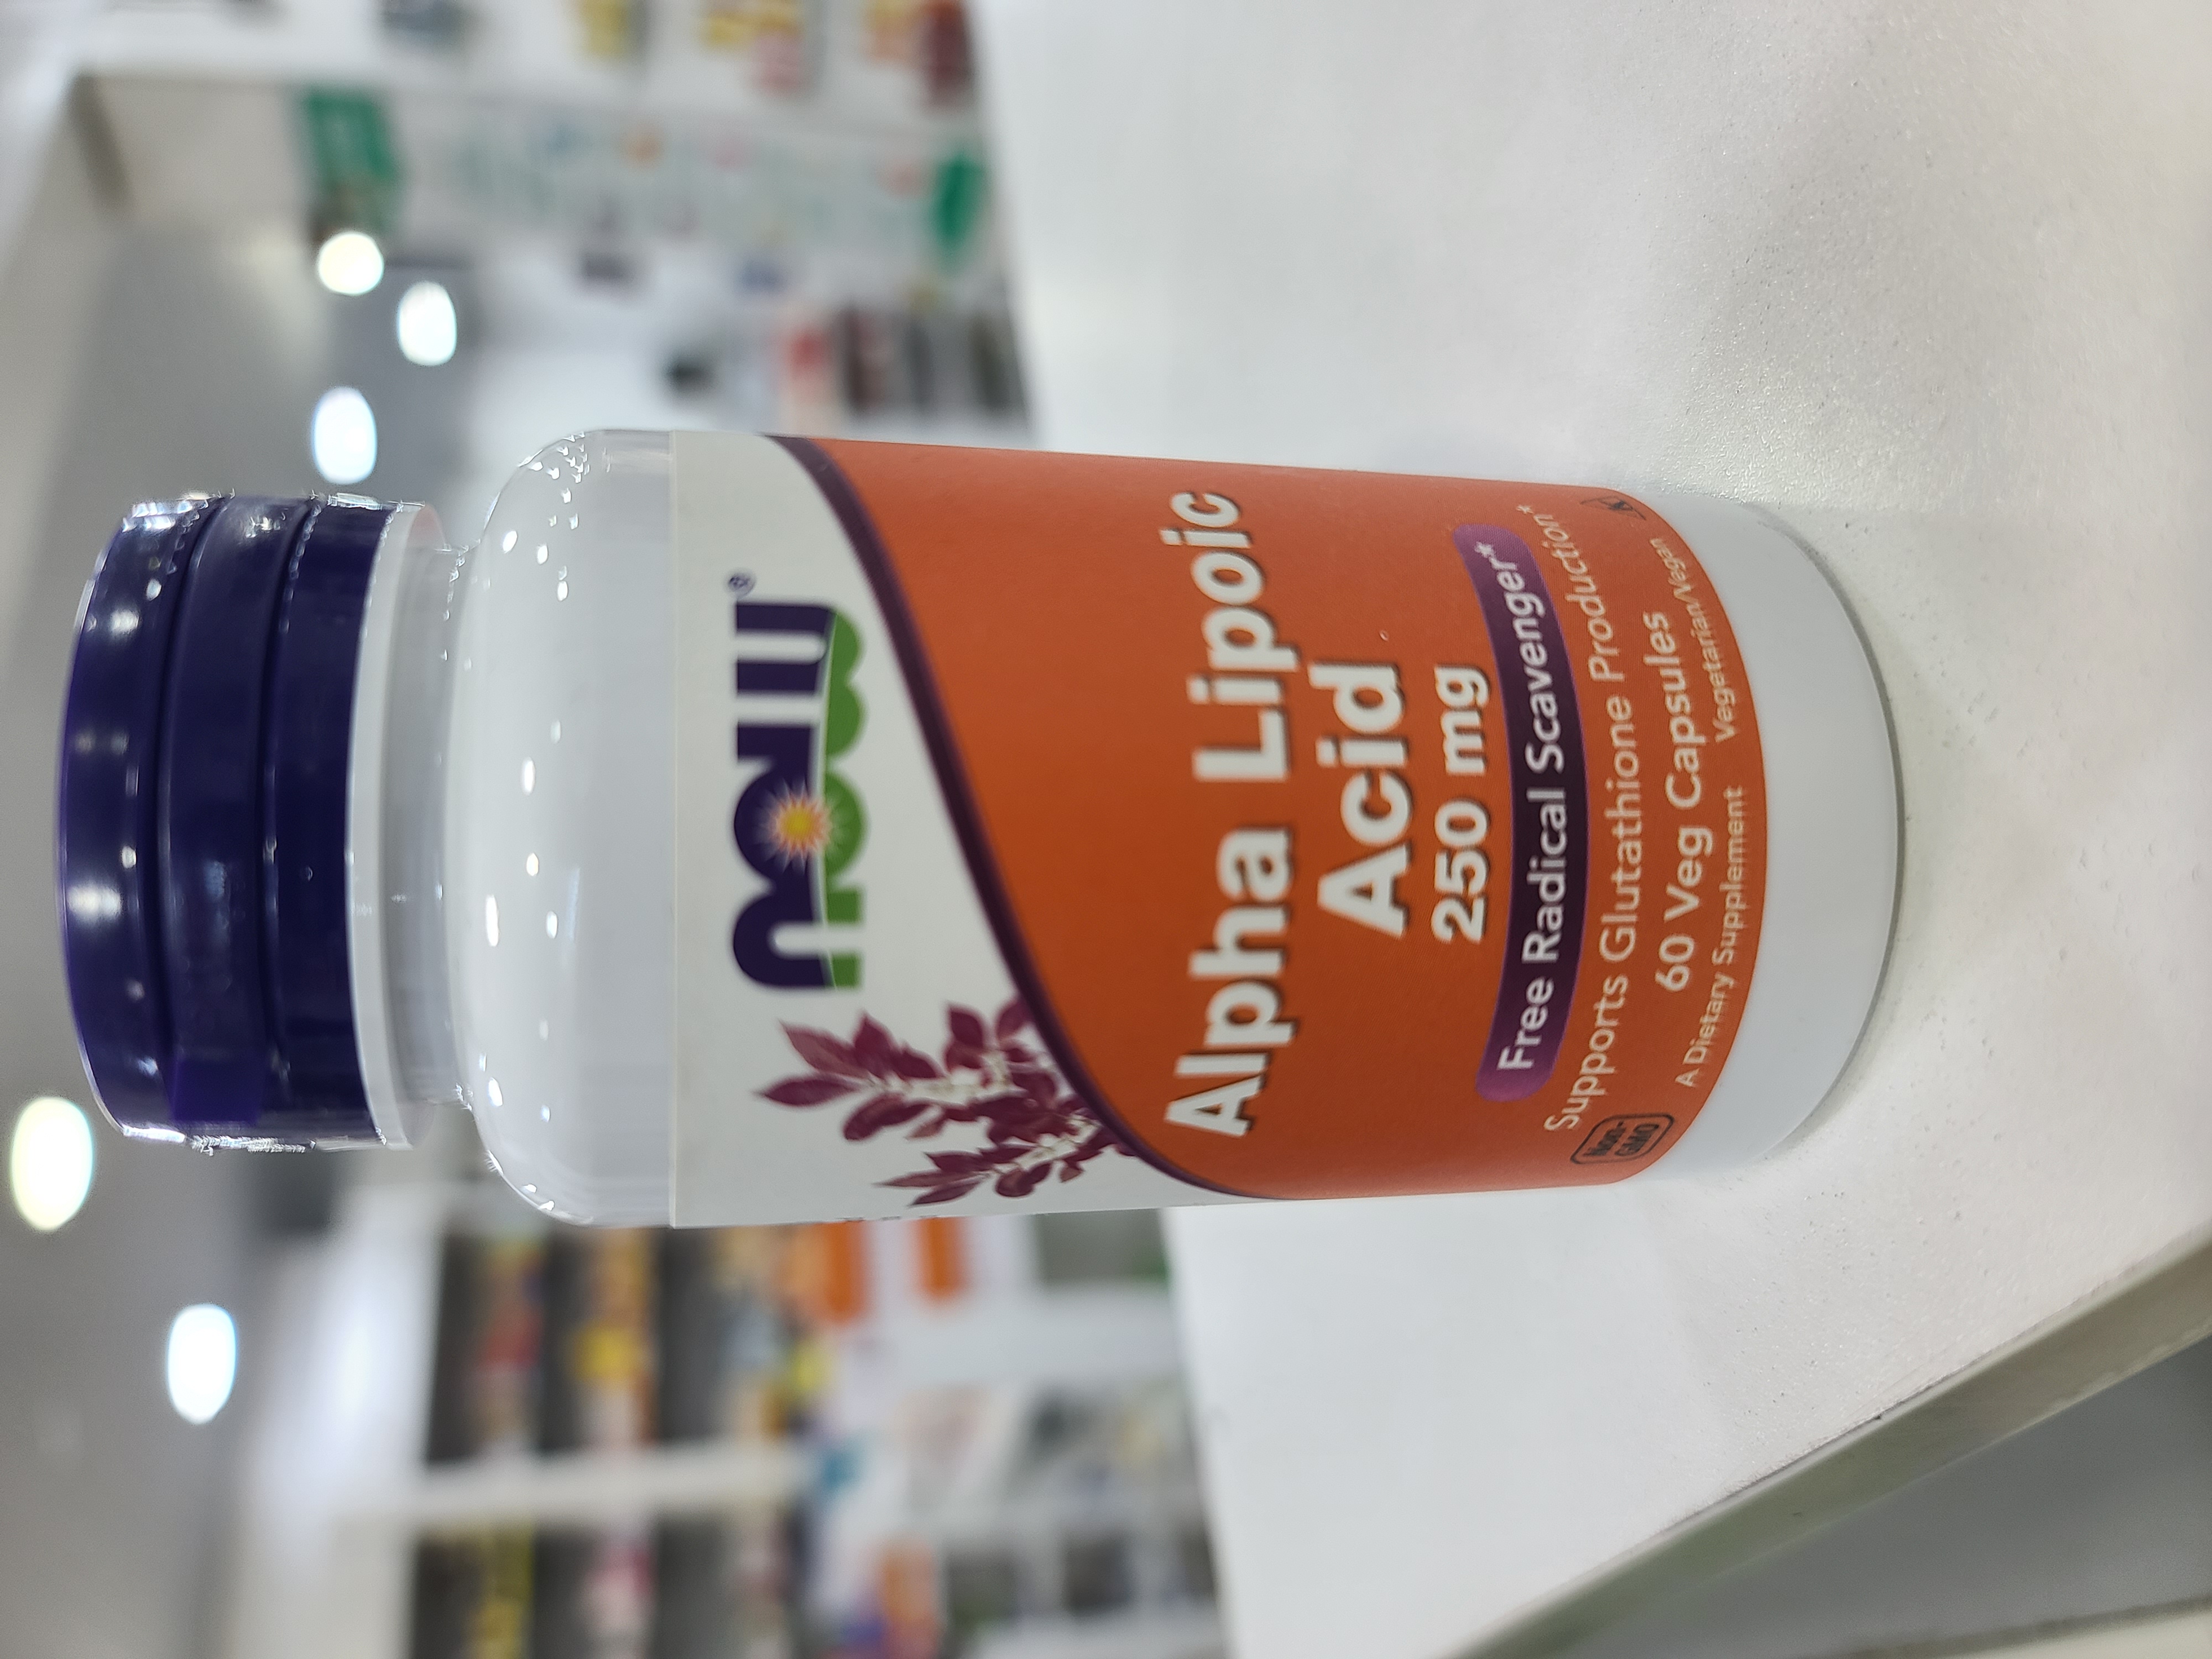 now®
Alpha Lipoic
Acid
250 mg
Free Radical Scavenger*
Supports Glutathione Production*
Non-
GMO
K
60 Veg Capsules
A Dietary Supplement Vegetarian/Vegan